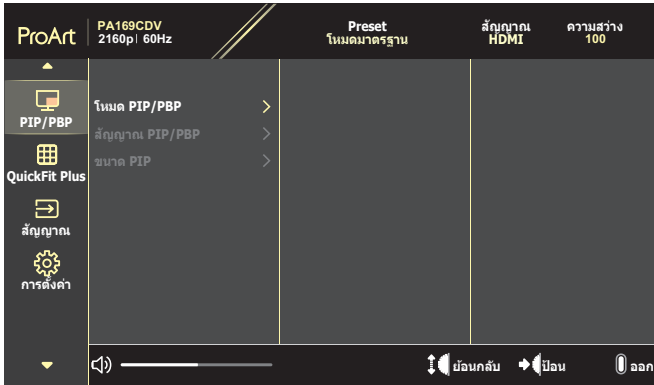 ProArt
PA169CDV
2160p| 60Hz
Preset
โหมดมาตรฐาน
สัญญาณ
HDMI
ความสว่าง
100
PIP/PBP
QuickFit Plus
สัญญาณ
การตั้งค่า
โหมด PIP/PBP
สัญญาณ PIP/PBP
ขนาด PIP
ย้อนกลับ
ป้อน
ออก